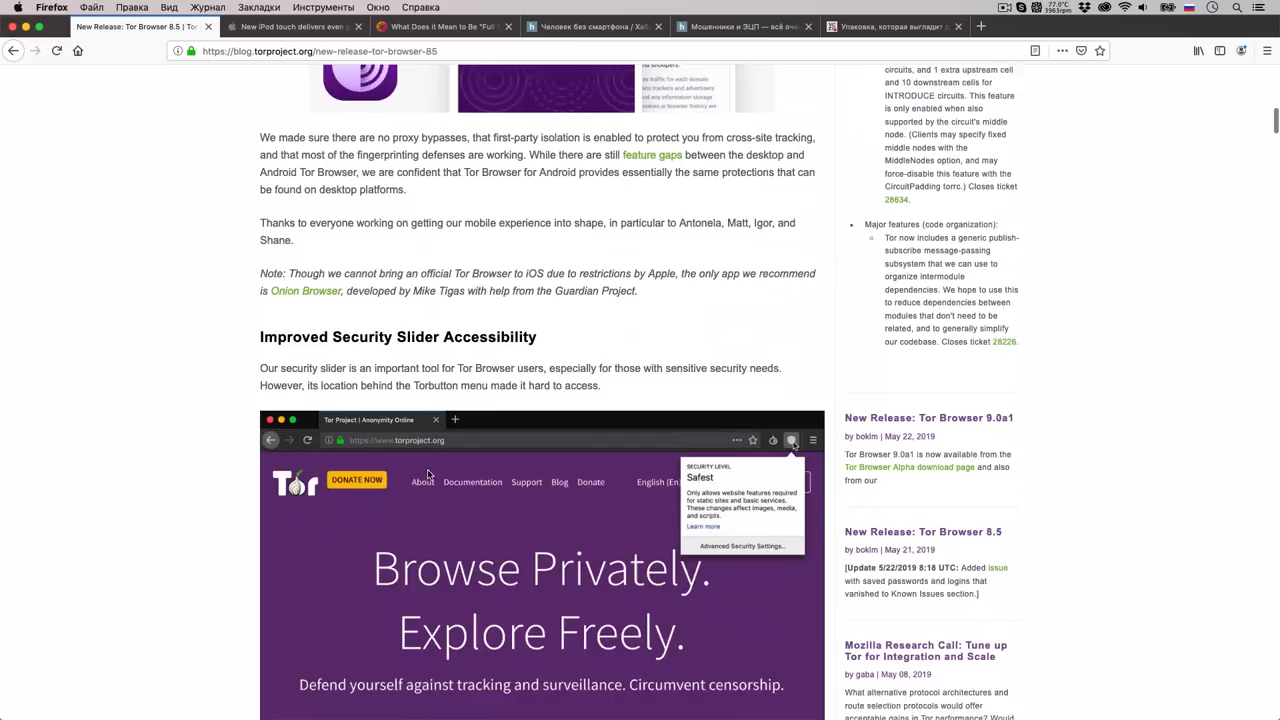 Firefox Файл Правка Вид Журнал Закладки Инструменты Окно Справка
77.0°C
3963rpm
New Release: Tor Browser 8.5 | To
New iPod touch delivers even g
What Does it Mean to Be "Full S
Человек без смартфона / Хаб
Мошенники и ЭЦП — всё оче
Упаковка, которая выглядит д
https://blog.torproject.org/new-release-tor-browser-85
We made sure there are no proxy bypasses, that first-party isolation is enabled to protect you from cross-site tracking,
and that most of the fingerprinting defenses are working. While there are still feature gaps between the desktop and
Android Tor Browser, we are confident that Tor Browser for Android provides essentially the same protections that can
be found on desktop platforms.
Thanks to everyone working on getting our mobile experience into shape, in particular to Antonela, Matt, Igor, and
Shane.
Note: Though we cannot bring an official Tor Browser to iOS due to restrictions by Apple, the only app we recommend
is Onion Browser, developed by Mike Tigas with help from the Guardian Project.
Improved Security Slider Accessibility
Our security slider is an important tool for Tor Browser users, especially for those with sensitive security needs.
However, its location behind the Torbutton menu made it hard to access.
Tor Project | Anonymity Online
https://www.torproject.org
Tor
DONATE NOW
About Documentation Support Blog Donate English (En)
SECURITY LEVEL
Safest
Only allows website features required
for static sites and basic services.
These changes affect images, media,
and scripts.
Learn more
Advanced Security Settings...
Browse Privately.
Explore Freely.
Defend yourself against tracking and surveillance. Circumvent censorship.
circuits, and 1 extra upstream cell
and 10 downstream cells for
INTRODUCE circuits. This feature
is only enabled when also
supported by the circuit's middle
node. (Clients may specify fixed
middle nodes with the
MiddleNodes option, and may
force-disable this feature with the
CircuitPadding torrc.) Closes ticket
28634.
Major features (code organization):
Tor now includes a generic publish-
subscribe message-passing
subsystem that we can use to
organize intermodule
dependencies. We hope to use this
to reduce dependencies between
modules that don't need to be
related, and to generally simplify
our codebase. Closes ticket 28226.
New Release: Tor Browser 9.0a1
by boklm | May 22, 2019
Tor Browser 9.0a1 is now available from the
Tor Browser Alpha download page and also
from our
New Release: Tor Browser 8.5
by boklm | May 21, 2019
[Update 5/22/2019 8:18 UTC: Added issue
with saved passwords and logins that
vanished to Known Issues section.]
Mozilla Research Call: Tune up
Tor for Integration and Scale
by gaba | May 08, 2019
What alternative protocol architectures and
route selection protocols would offer
acceptable gains in Tor performance? Would